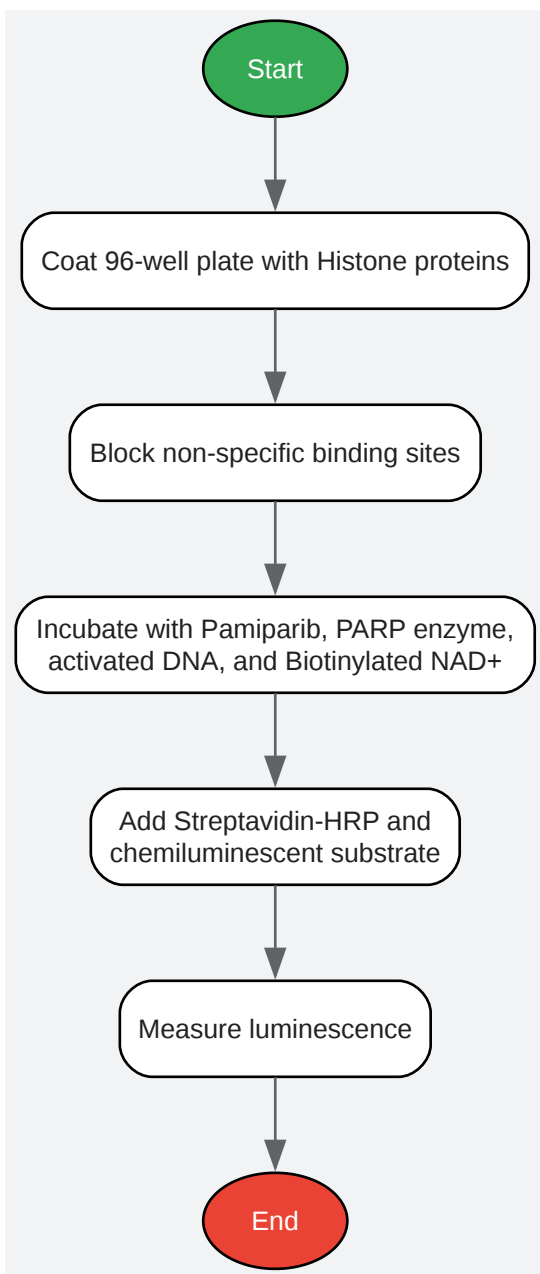 Start
Coat 96-well plate with Histone proteins
Block non-specific binding sites
Incubate with Pamiparib, PARP enzyme,
activated DNA, and Biotinylated NAD+
Add Streptavidin-HRP and
chemiluminescent substrate
Measure luminescence
End